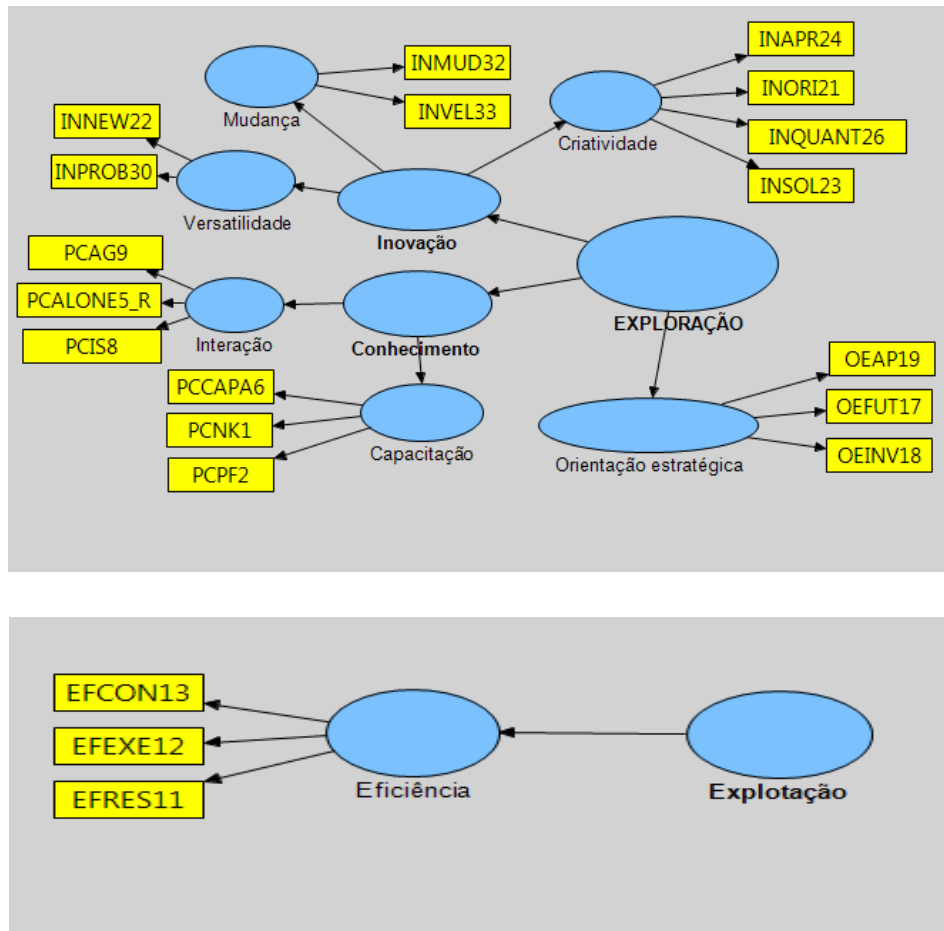 INAPR24
INMUD32
INORI21
INVEL33
INNEW22
Mudança
INQUANT26
Criatividade
INPROB30
INSOL23
Versatilidade
Inovação
PCAG9
PCALONE5_R
EXPLORAÇÃO
PCIS8
Interação
Conhecimento
OEAP19
PCCAPA6
OEFUT17
PCNK1
OEINV18
Capacitação
Orientação estratégica
PCPF2
EFCON13
EFEXE12
EFRES11
Eficiência
Explotação